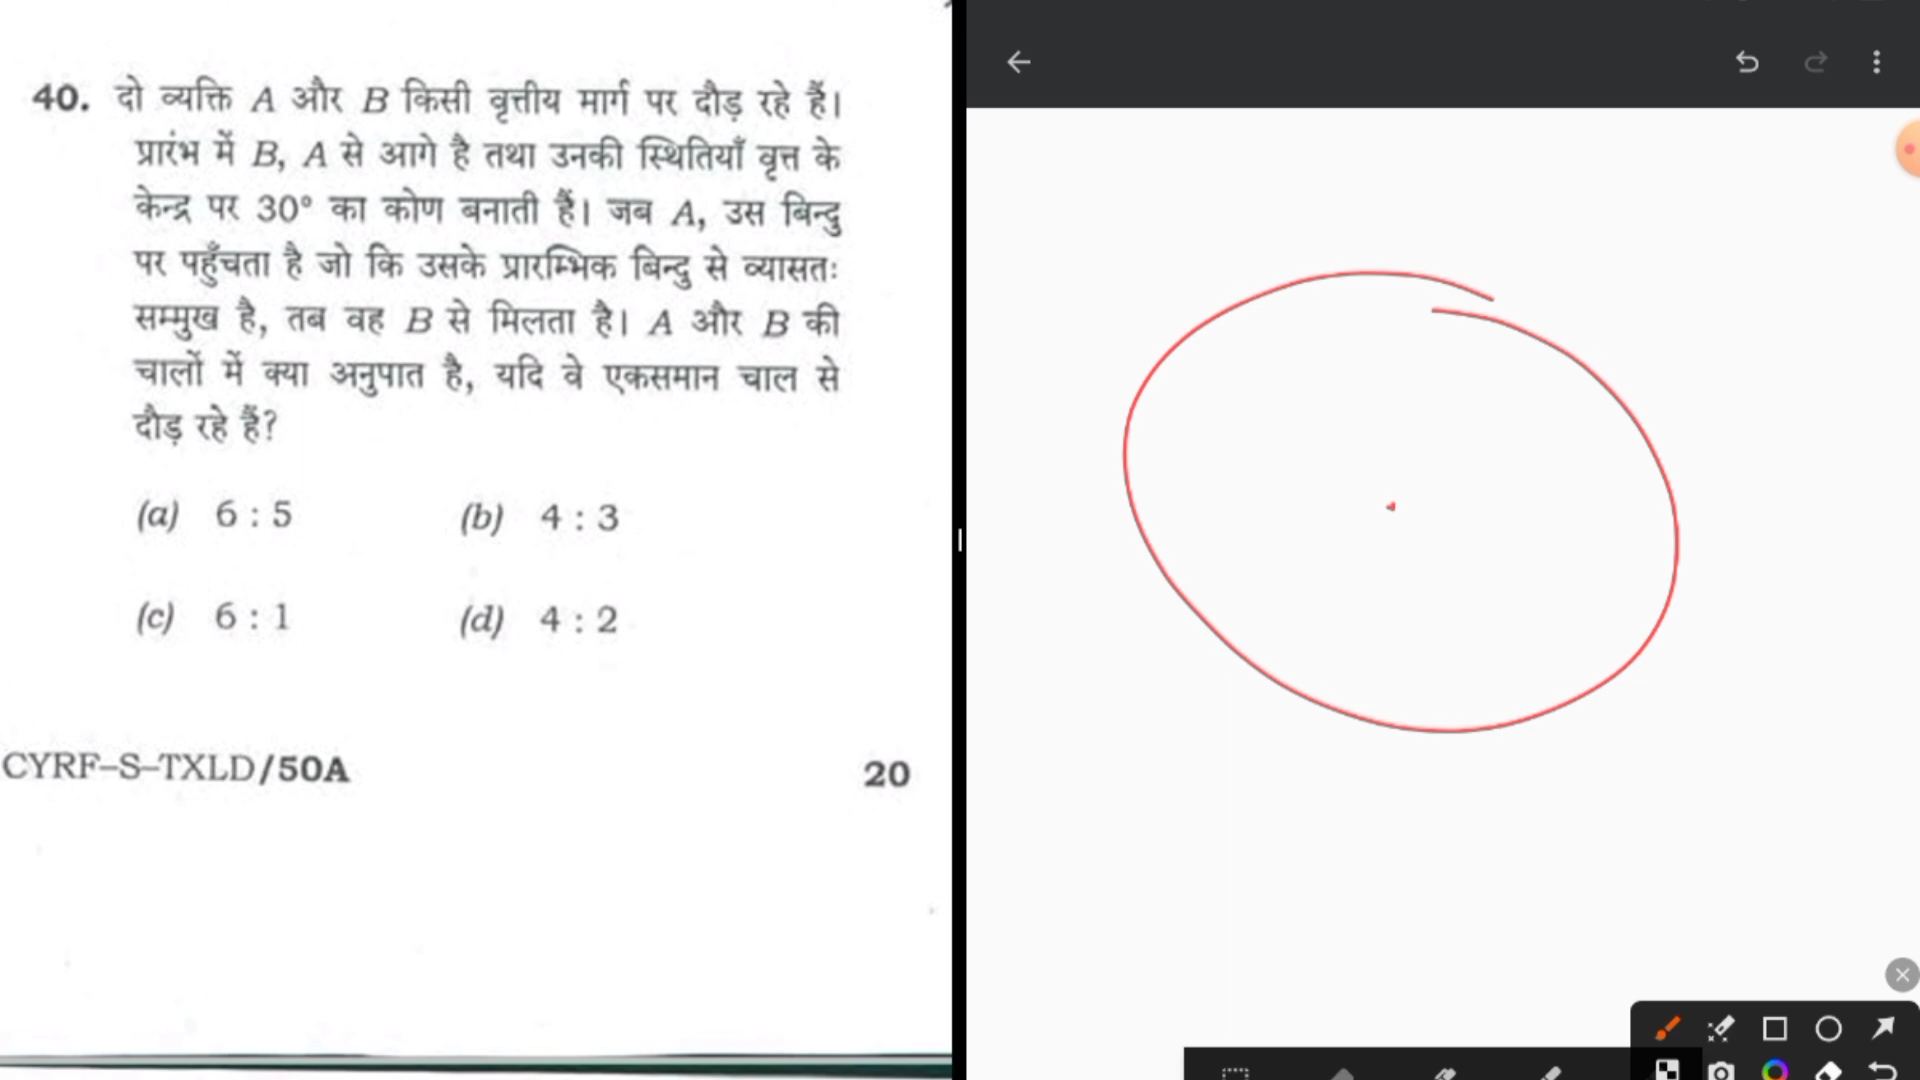 40. दो व्यक्ति A और B किसी वृत्तीय मार्ग पर दौड़ रहे हैं।
प्रारंभ में B, A से आगे है तथा उनकी स्थितियाँ वृत्त के
केन्द्र पर 30° का कोण बनाती हैं। जब A, उस बिन्दु
पर पहुँचता है जो कि उसके प्रारम्भिक बिन्दु से व्यासतः
सम्मुख है, तब वह B से मिलता है। A और B की
चालों में क्या अनुपात है, यदि वे एकसमान चाल से
दौड़ रहे हैं?
(a) 6 : 5 (b) 4 : 3
(c) 6 : 1 (d) 4 : 2
CYRF–S–TXLD/50A 20